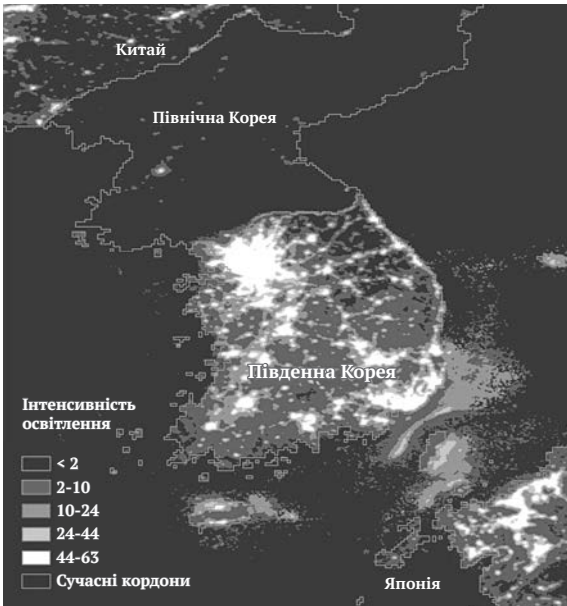 Китай
Північна Корея
Південна Корея
Інтенсивність
освітлення
< 2
2-10
10-24
24-44
44-63
Сучасні кордони
Японія